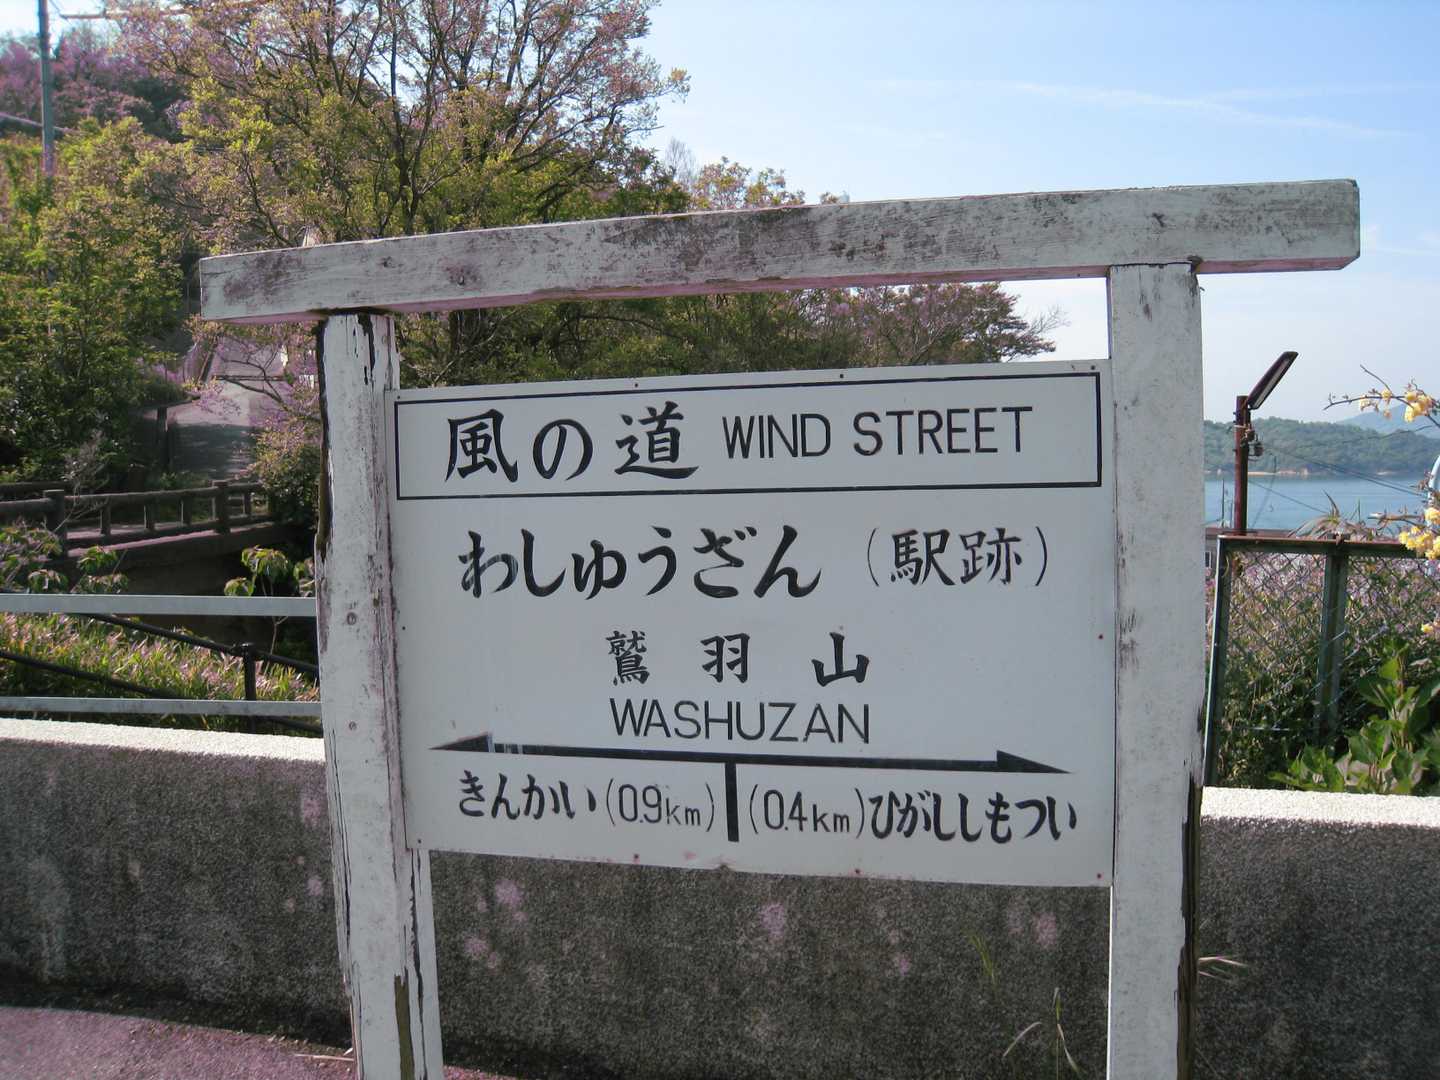 風の道 WIND STREET
わしゅうざん（駅跡）
鷲羽山
WASHUZAN
きんかい(0.9km) (0.4km)ひがししもつい